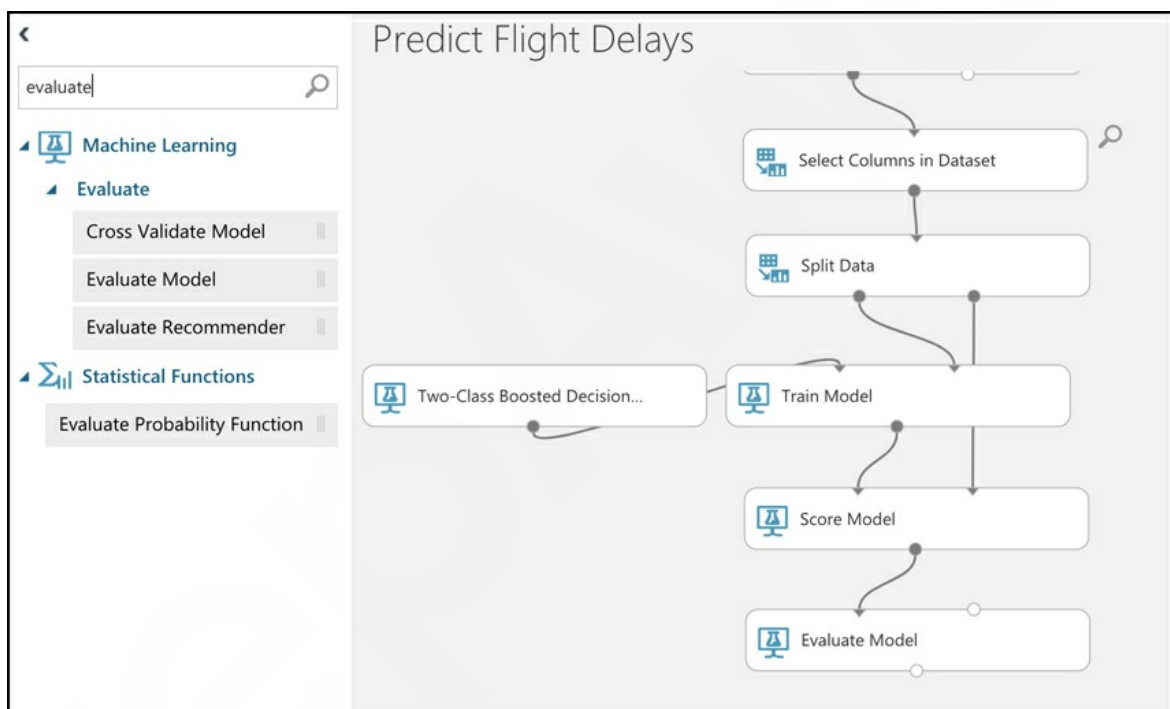 evaluate
Machine Learning
Evaluate
Cross Validate Model
Evaluate Model
Evaluate Recommender
Statistical Functions
Evaluate Probability Function
Predict Flight Delays
Select Columns in Dataset
Split Data
Two-Class Boosted Decision...
Train Model
Score Model
Evaluate Model